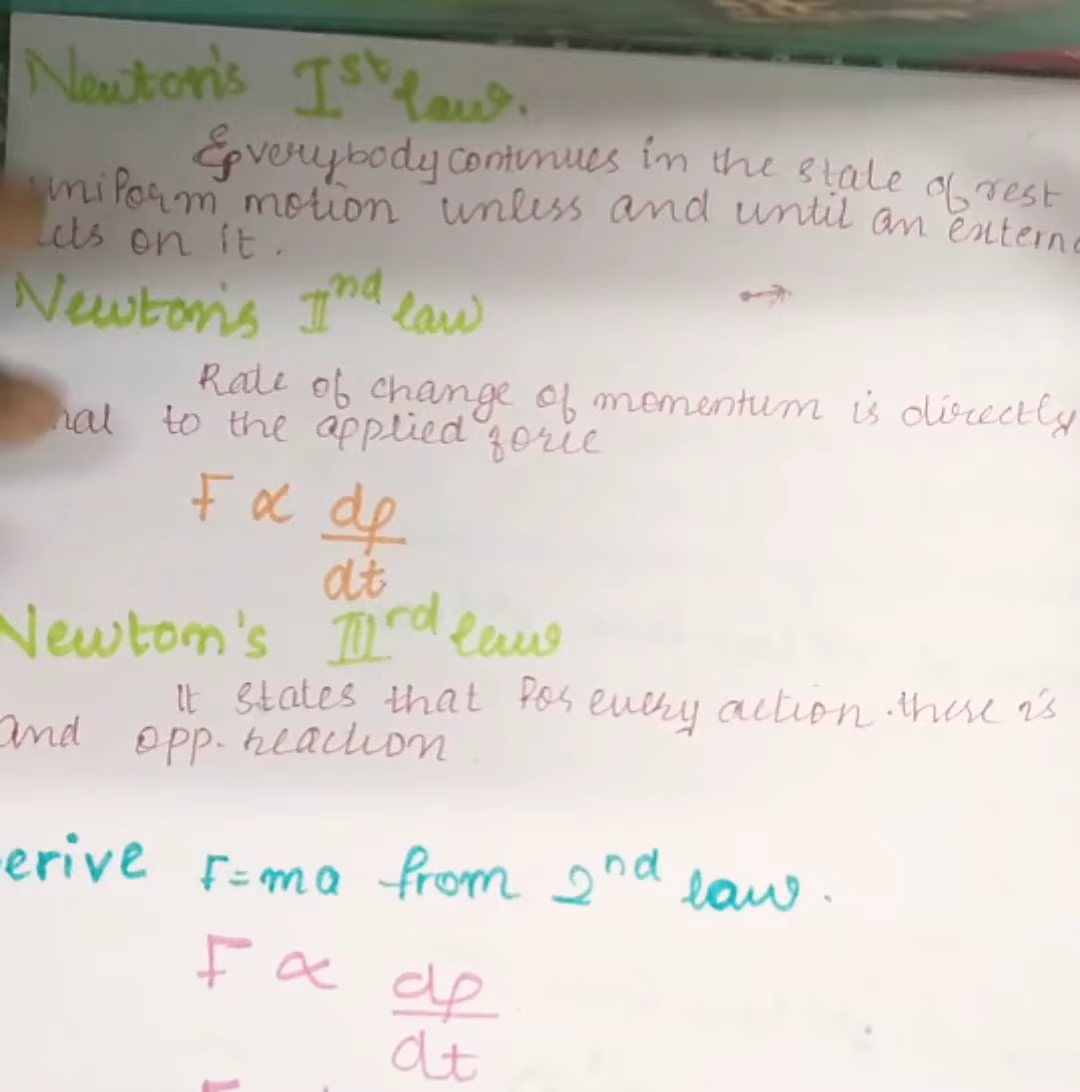 Newton's Ist law.
Everybody continues in the state of rest
uniform motion unless and until an extern
cts on it.
Newton's IInd law
Rate of change of momentum is directly
nal to the applied force
F ∝ dp
dt
Newton's IIIrd law
It states that for every action there is
and opp. reaction
erive F=ma from 2nd law.
F ∝ dp
dt